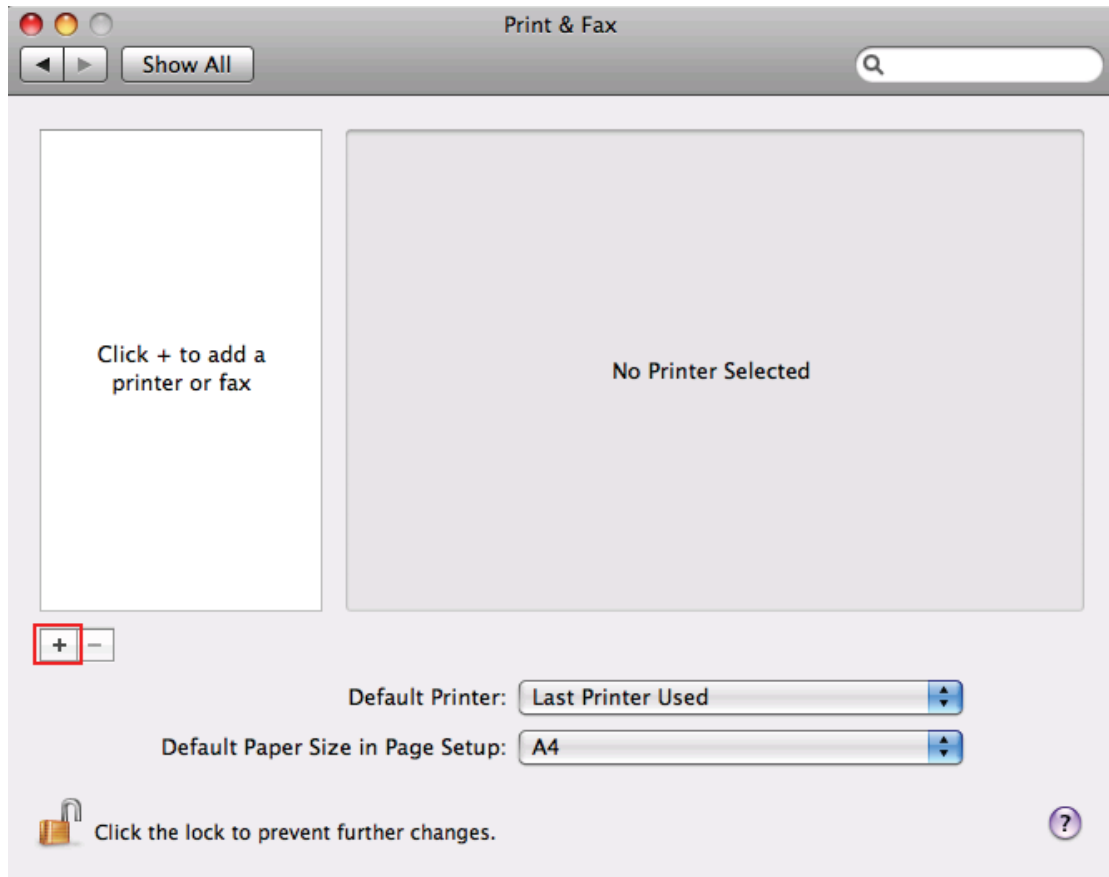 Print & Fax
Show All
Click + to add a
printer or fax
No Printer Selected
+ −
Default Printer: Last Printer Used
Default Paper Size in Page Setup: A4
Click the lock to prevent further changes.
?